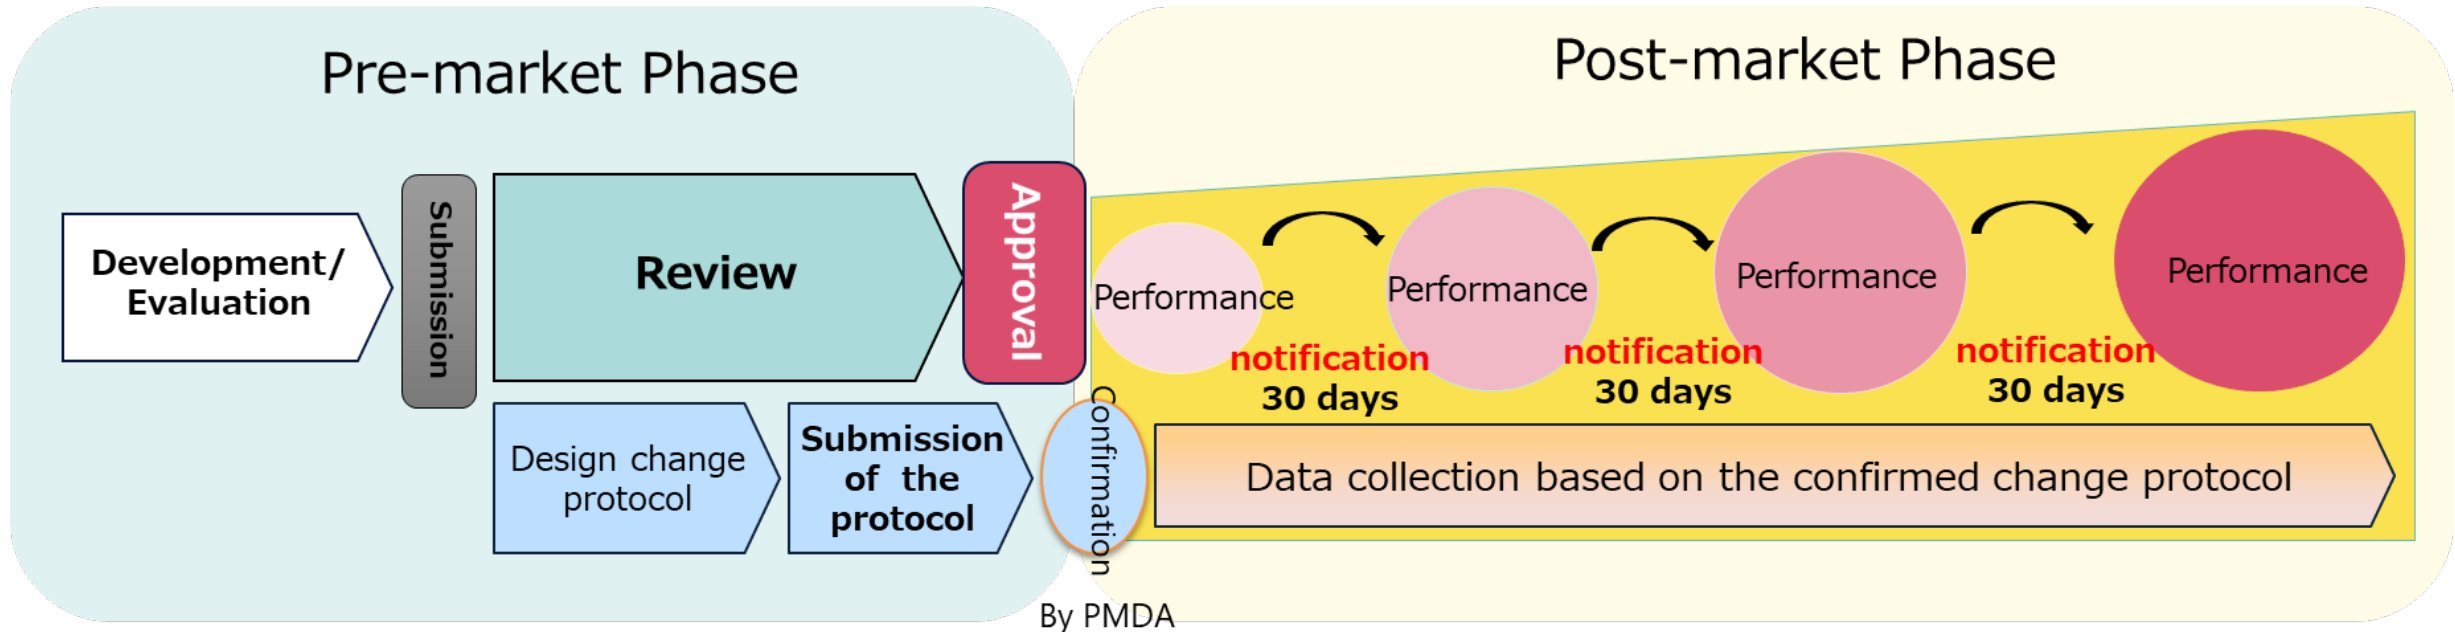 Pre-market Phase
Post-market Phase
Development/
Evaluation
Submission
Review
Approval
Performance
notification
30 days
Performance
notification
30 days
Performance
notification
30 days
Performance
Design change
protocol
Submission
of the
protocol
Confirmation
Data collection based on the confirmed change protocol
By PMDA